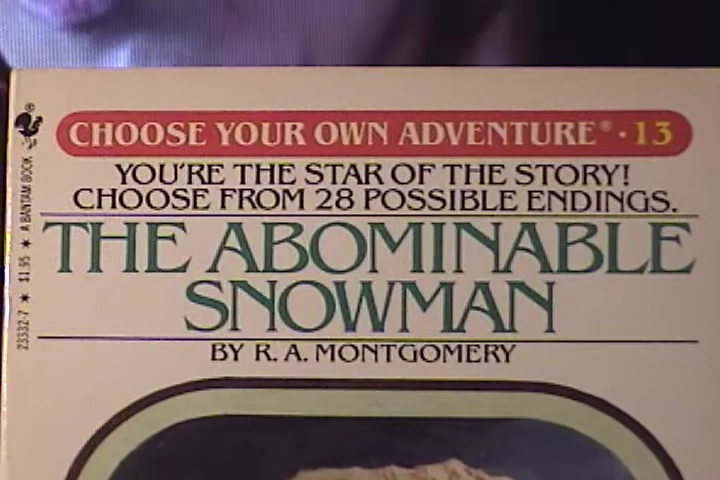 CHOOSE YOUR OWN ADVENTURE® · 13
YOU'RE THE STAR OF THE STORY!
CHOOSE FROM 28 POSSIBLE ENDINGS.
THE ABOMINABLE
SNOWMAN
BY R. A. MONTGOMERY
23332-7 * $1.95 * A BANTAM BOOK